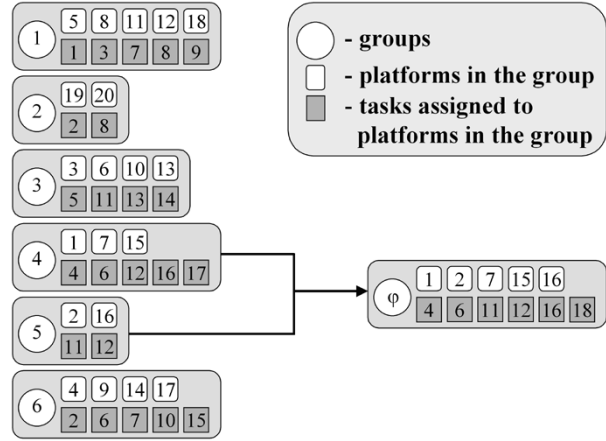 5 8 11 12 18
1
1 3 7 8 9
19 20
2
2 8
3 6 10 13
3
5 11 13 14
1 7 15
4
4 6 12 16 17
2 16
5
11 12
4 9 14 17
6
2 6 7 10 15
- groups
- platforms in the group
- tasks assigned to
platforms in the group
1 2 7 15 16
φ
4 6 11 12 16 18